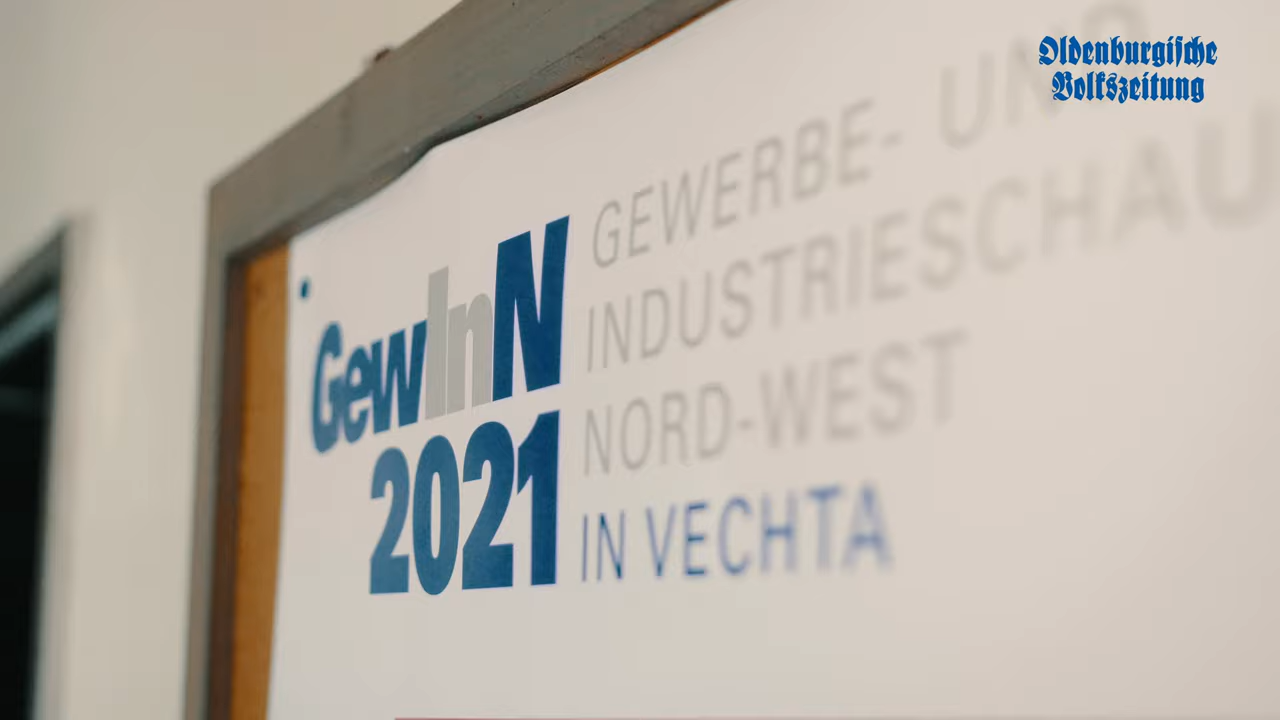 Oldenburgische
Volkszeitung
GewInN
2021
GEWERBE- UND
INDUSTRIESCHAU
NORD-WEST
IN VECHTA